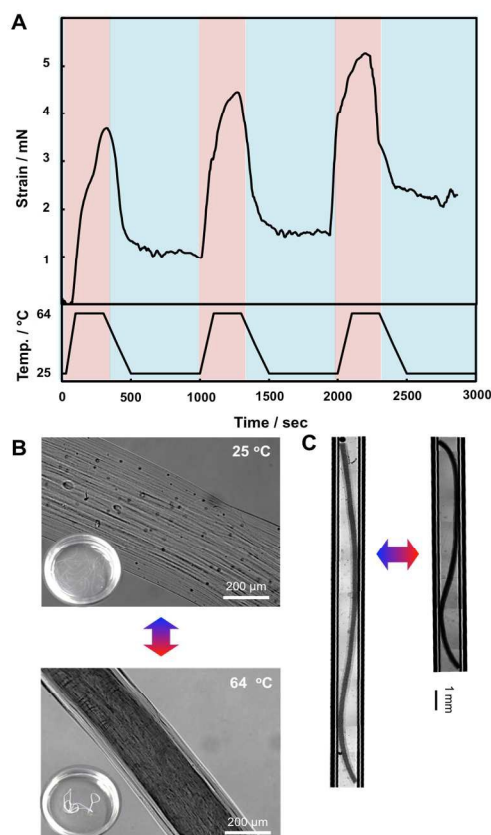 A
Strain / mN
5
4
3
2
1
Temp. / °C
64
25
0
500
1000
1500
2000
2500
3000
Time / sec
B
25 °C
200 µm
64 °C
200 µm
C
1 mm